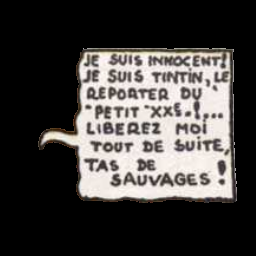 JE SUIS INNOCENT!
JE SUIS TINTIN, LE
REPORTER DU
"PETIT "XXE.!...
LIBEREZ MOI
TOUT DE SUITE,
TAS DE
SAUVAGES!